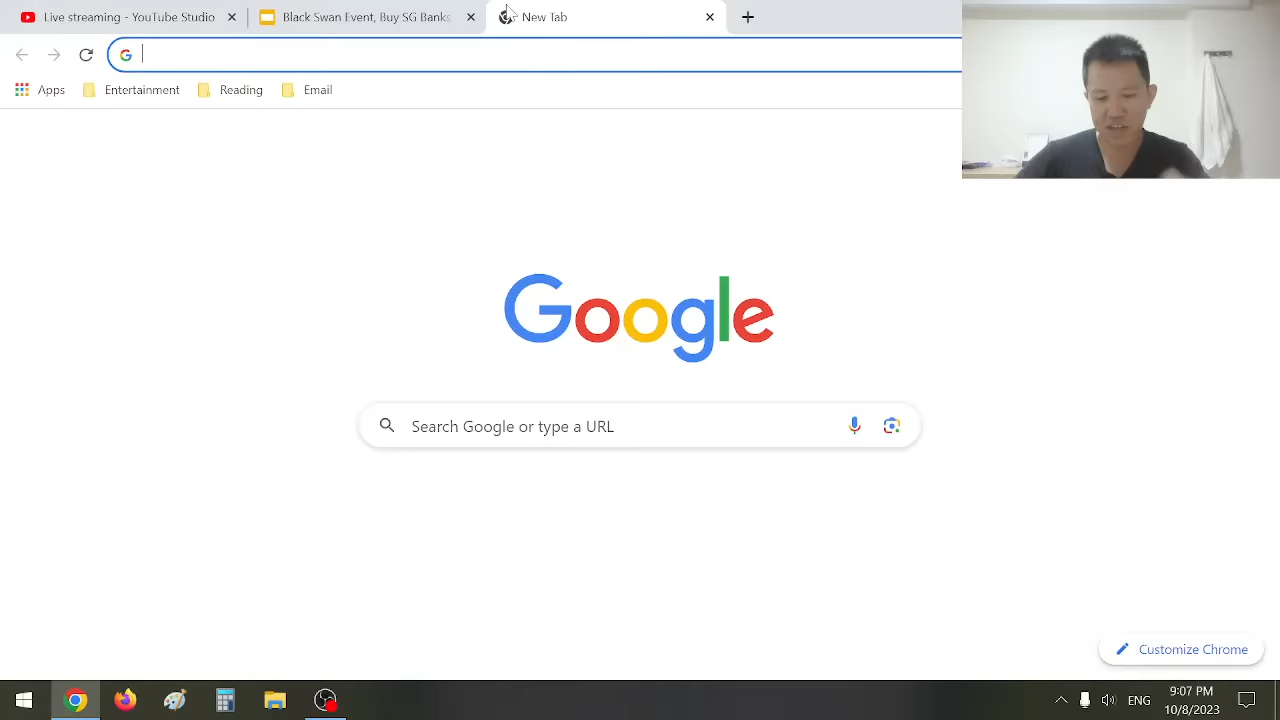 Live streaming - YouTube Studio
Black Swan Event, Buy SG Banks
New Tab
G
Apps
Entertainment
Reading
Email
Google
Search Google or type a URL
Customize Chrome
ENG
9:07 PM
10/8/2023